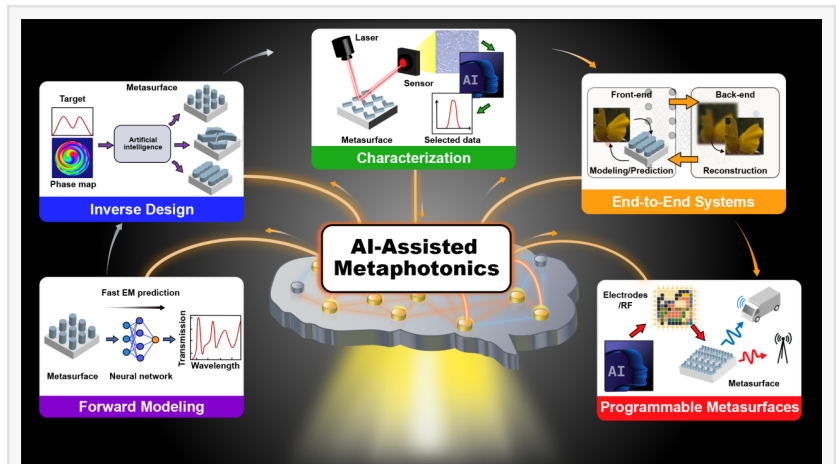 Laser
Sensor
AI
Metasurface
Selected data
Characterization
Metasurface
Target
Artificial
intelligence
Phase map
Inverse Design
Front-end
Back-end
Modeling/Prediction
Reconstruction
End-to-End Systems
AI-Assisted
Metaphotonics
Fast EM prediction
Transmission
Metasurface
Neural network
Wavelength
Forward Modeling
Electrodes
/RF
AI
Metasurface
Programmable Metasurfaces